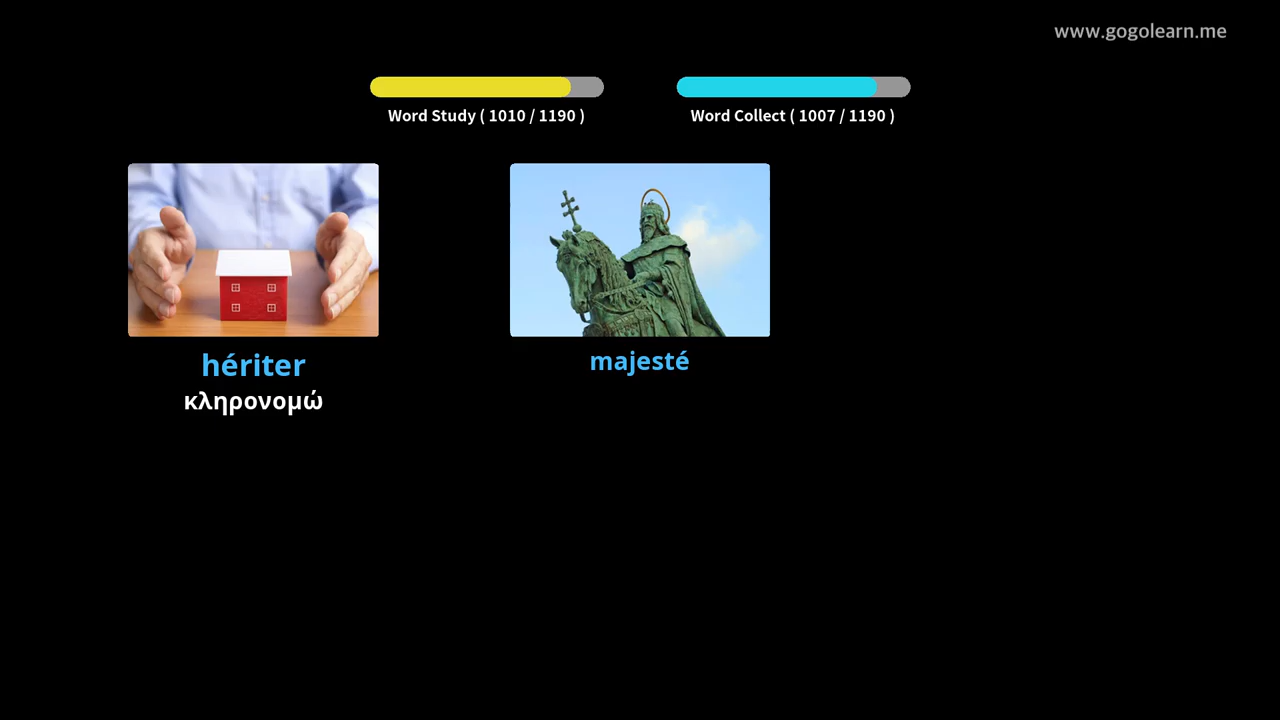 www.gogolearn.me
Word Study ( 1010 / 1190 )
Word Collect ( 1007 / 1190 )
hériter
κληρονομώ
majesté